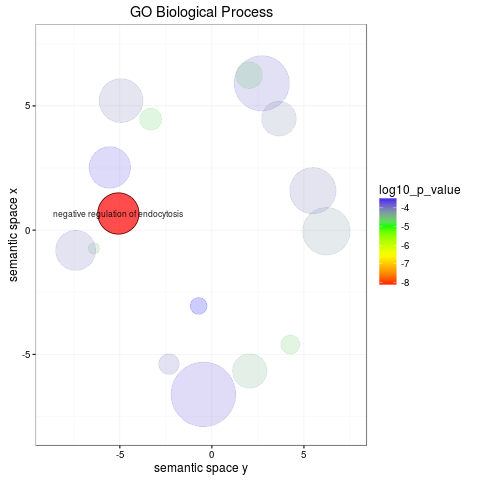 GO Biological Process
semantic space x
5
0
-5
negative regulation of endocytosis
-5
0
5
semantic space y
log10_p_value
-4
-5
-6
-7
-8